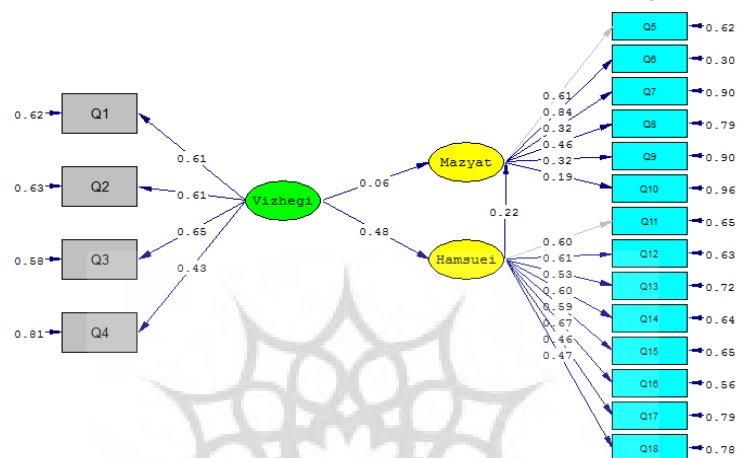 Q1
Q2
Q3
Q4
0.62
0.63
0.58
0.81
0.61
0.61
0.65
0.43
Vizhegi
0.06
0.48
Mazyat
0.22
Hamsuei
0.61
0.84
0.32
0.46
0.32
0.19
0.60
0.61
0.53
0.60
0.59
0.67
0.46
0.47
Q5
0.62
Q6
0.30
Q7
0.90
Q8
0.79
Q9
0.90
Q10
0.96
Q11
0.65
Q12
0.63
Q13
0.72
Q14
0.64
Q15
0.65
Q16
0.56
Q17
0.79
Q18
0.78